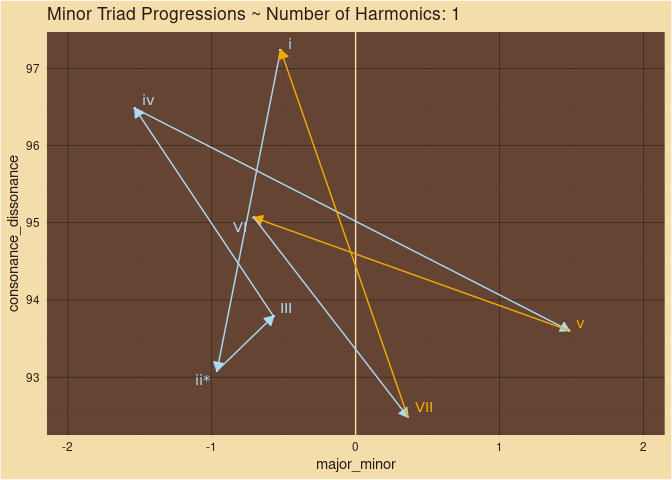 Minor Triad Progressions ~ Number of Harmonics: 1
consonance_dissonance
97
96
95
94
93
i
iv
VI
v
III
ii*
VII
-2
-1
0
1
2
major_minor